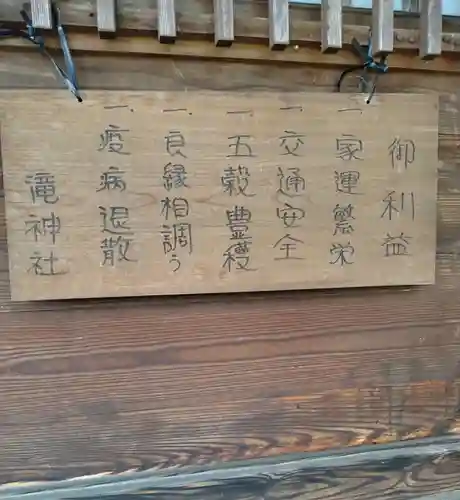 御利益
一 家運繁栄
一 交通安全
一 五穀豊穫
一 良縁相調う
一 疫病退散
滝神社